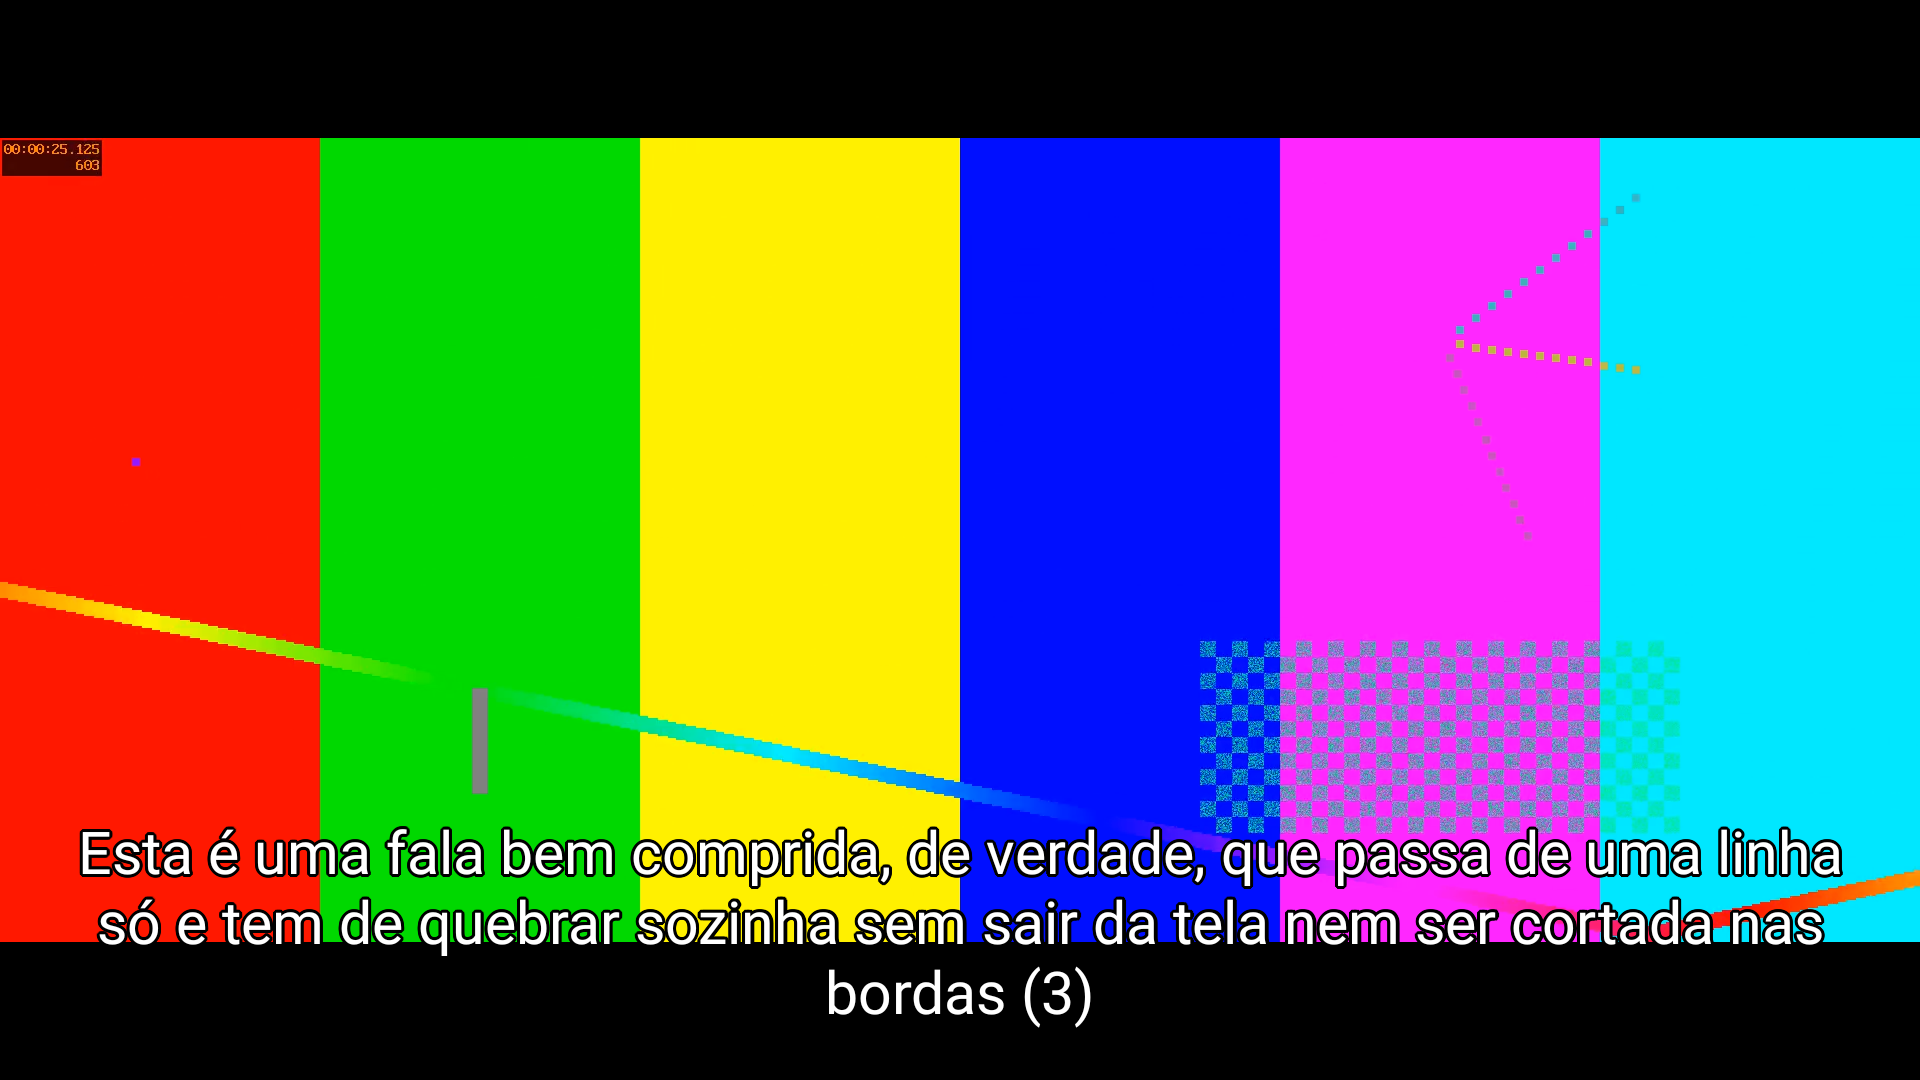 00:00:25.125
603
Esta é uma fala bem comprida, de verdade, que passa de uma linha
só e tem de quebrar sozinha sem sair da tela nem ser cortada nas
bordas (3)